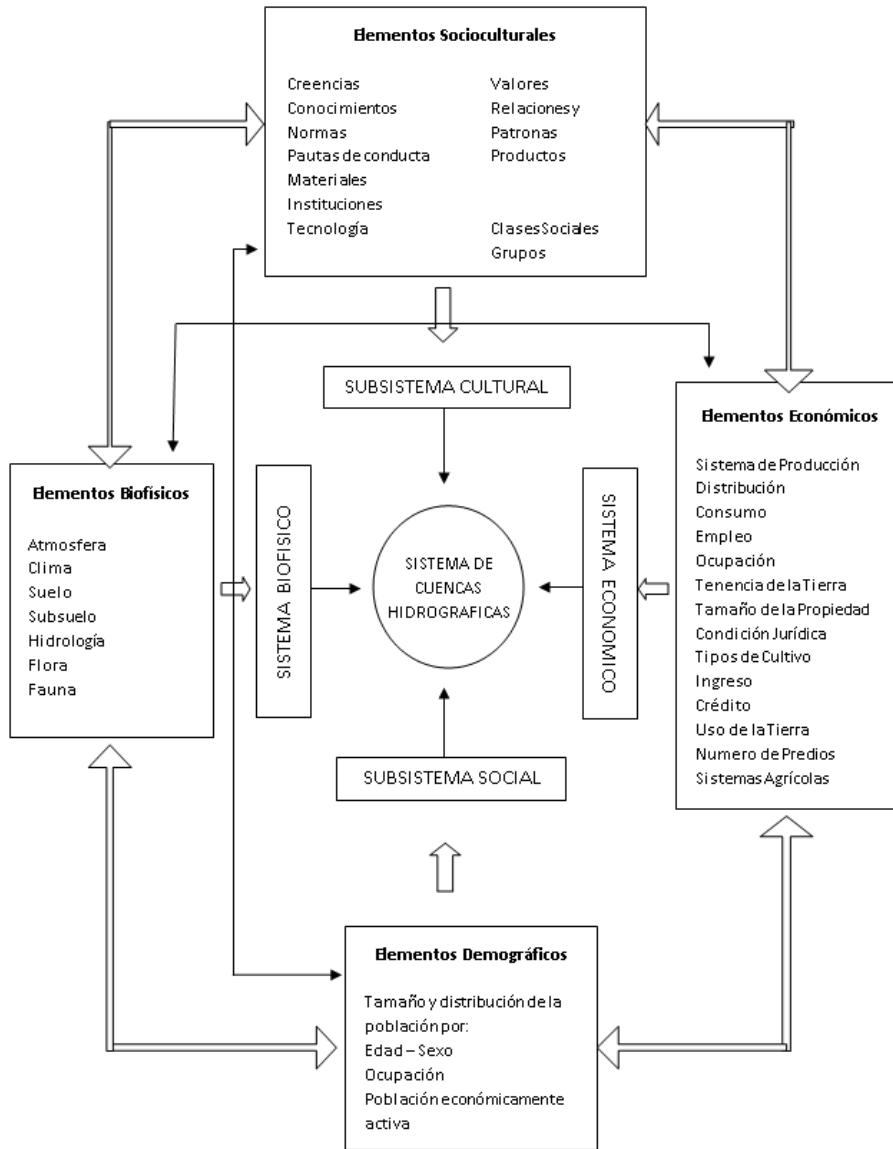 Elementos Socioculturales
Creencias Valores
Conocimientos Relacionesy
Normas Patronas
Pautas de conducta Productos
Materiales
Instituciones
Tecnología ClasesSociales
Grupos
SUBSISTEMA CULTURAL
Elementos Biofísicos
Atmosfera
Clima
Suelo
Subsuelo
Hidrología
Flora
Fauna
SISTEMA BIOFISICO
SISTEMA DE
CUENCAS
HIDROGRAFICAS
SISTEMA ECONOMICO
Elementos Económicos
Sistema de Producción
Distribución
Consumo
Empleo
Ocupación
Tenencia de la Tierra
Tamaño de la Propiedad
Condición Jurídica
Tipos de Cultivo
Ingreso
Crédito
Uso de la Tierra
Numero de Predios
Sistemas Agrícolas
SUBSISTEMA SOCIAL
Elementos Demográficos
Tamaño y distribución de la
población por:
Edad – Sexo
Ocupación
Población económicamente
activa